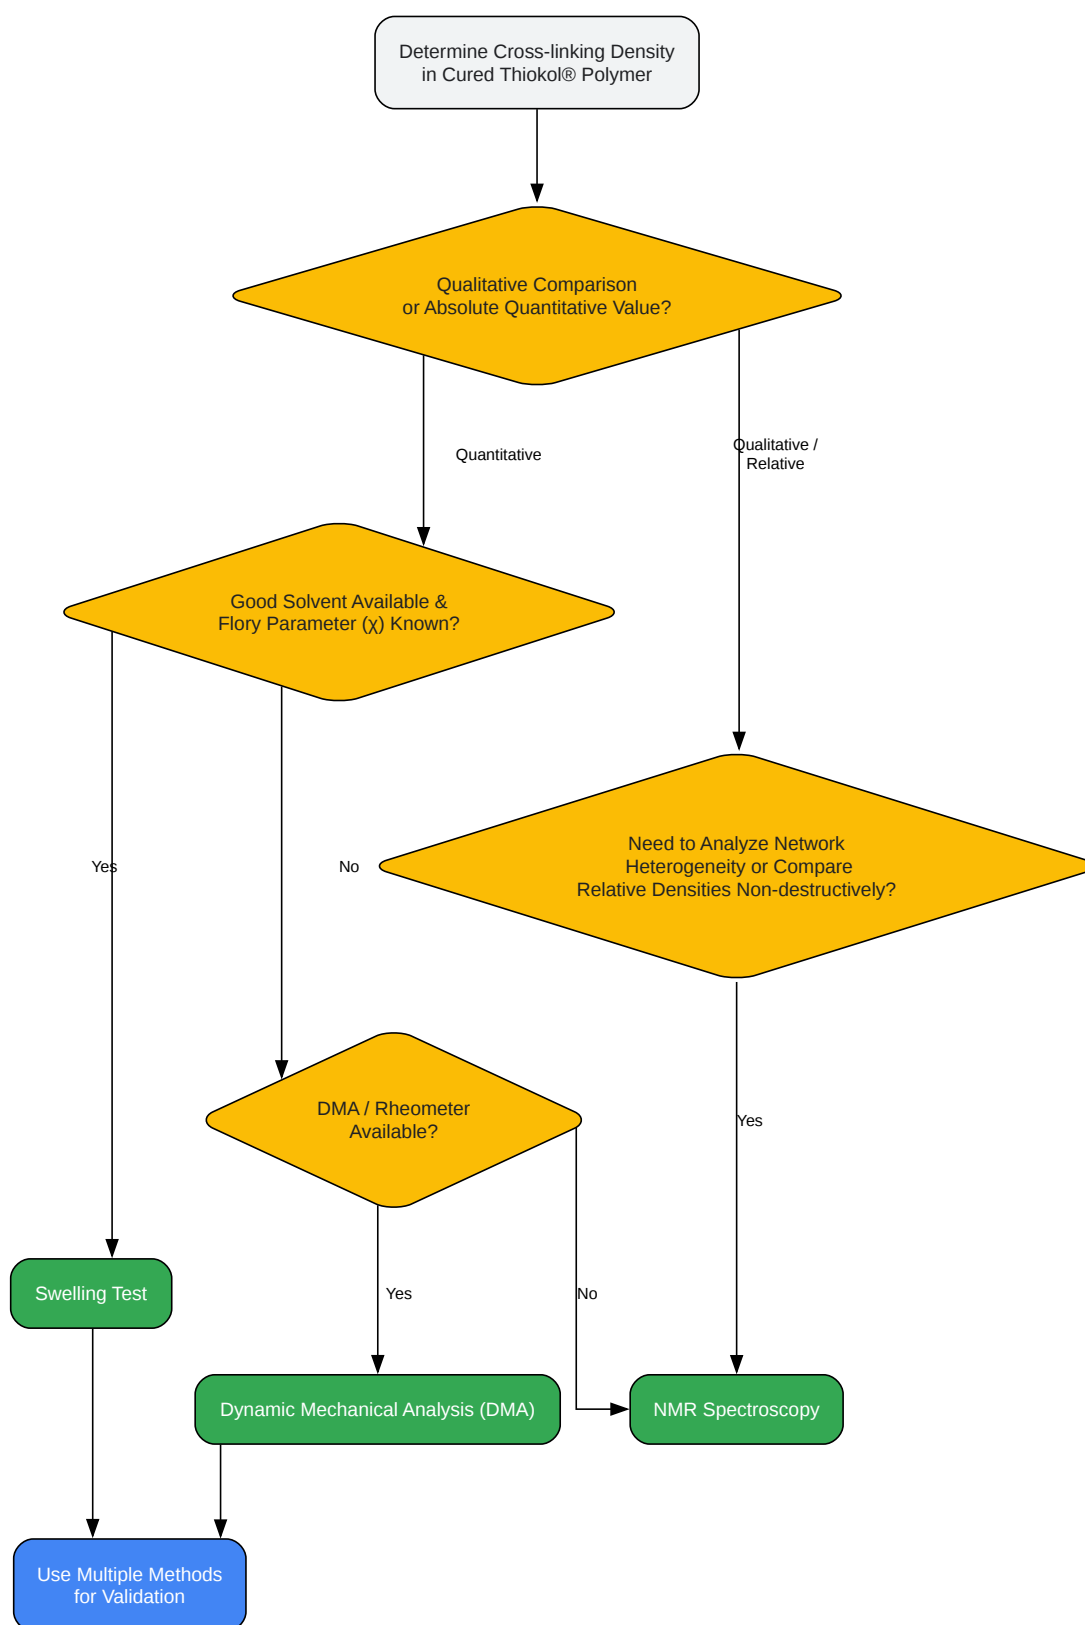 Determine Cross-linking Density
in Cured Thiokol® Polymer
Qualitative Comparison
or Absolute Quantitative Value?
Quantitative
Qualitative /
Relative
Good Solvent Available &
Flory Parameter (χ) Known?
Need to Analyze Network
Heterogeneity or Compare
Relative Densities Non-destructively?
Yes
No
DMA / Rheometer
Available?
Yes
Swelling Test
Yes
No
Dynamic Mechanical Analysis (DMA)
NMR Spectroscopy
Use Multiple Methods
for Validation